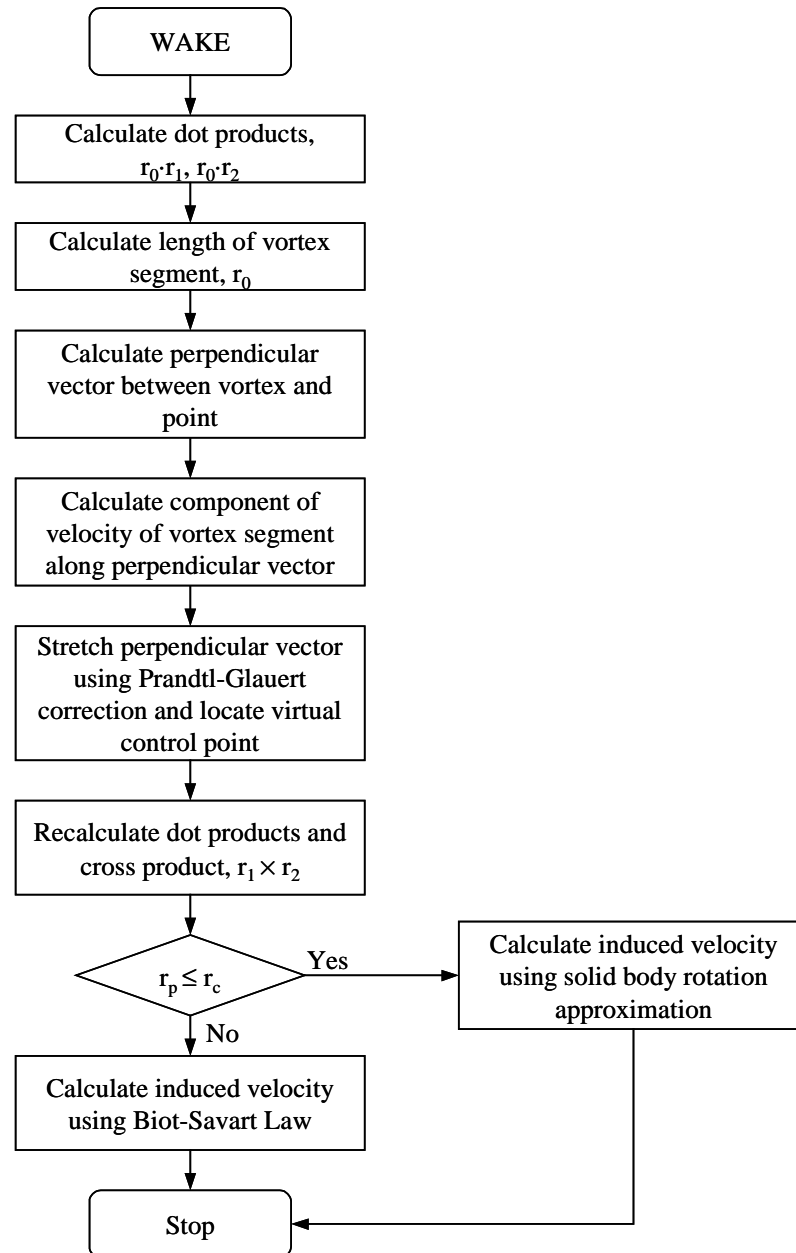 WAKE
Calculate dot products,
r₀·r₁, r₀·r₂
Calculate length of vortex
segment, r₀
Calculate perpendicular
vector between vortex and
point
Calculate component of
velocity of vortex segment
along perpendicular vector
Stretch perpendicular vector
using Prandtl-Glauert
correction and locate virtual
control point
Recalculate dot products and
cross product, r₁ × r₂
rₚ ≤ r_c
Yes
Calculate induced velocity
using solid body rotation
approximation
No
Calculate induced velocity
using Biot-Savart Law
Stop